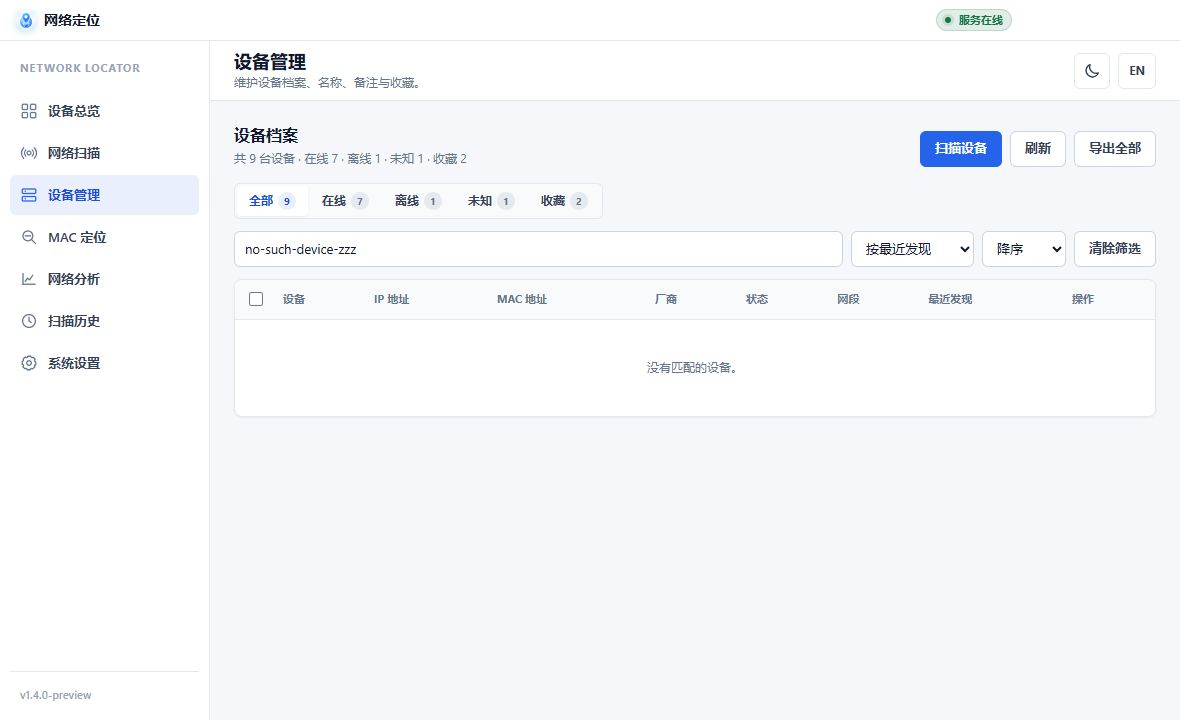 网络定位
服务在线
NETWORK LOCATOR
设备总览
网络扫描
设备管理
MAC 定位
网络分析
扫描历史
系统设置
v1.4.0-preview
设备管理
维护设备档案、名称、备注与收藏。
EN
设备档案
共 9 台设备 · 在线 7 · 离线 1 · 未知 1 · 收藏 2
扫描设备 刷新 导出全部
全部 9 在线 7 离线 1 未知 1 收藏 2
no-such-device-zzz 按最近发现 降序 清除筛选
设备 IP 地址 MAC 地址 厂商 状态 网段 最近发现 操作
没有匹配的设备。